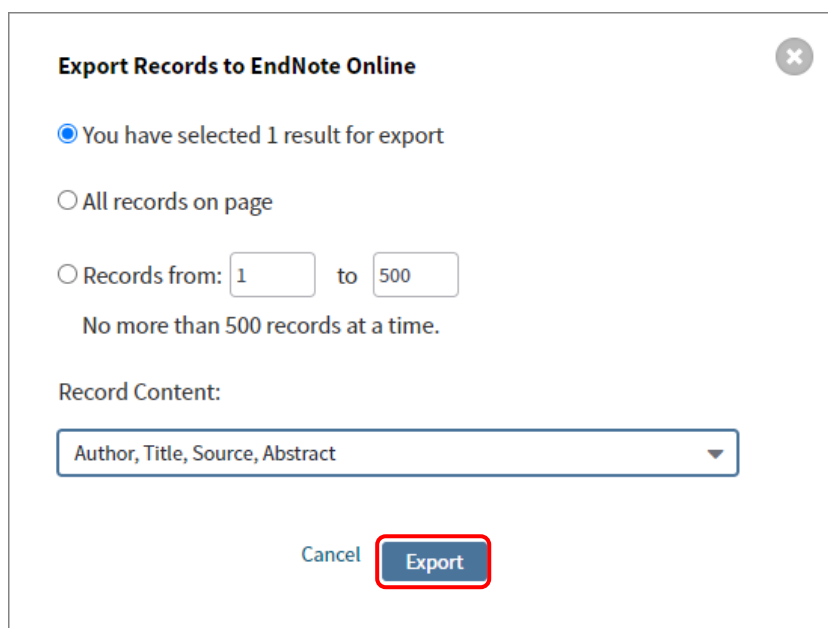 Export Records to EndNote Online
You have selected 1 result for export
All records on page
Records from: 1 to 500
No more than 500 records at a time.
Record Content:
Author, Title, Source, Abstract
Cancel Export